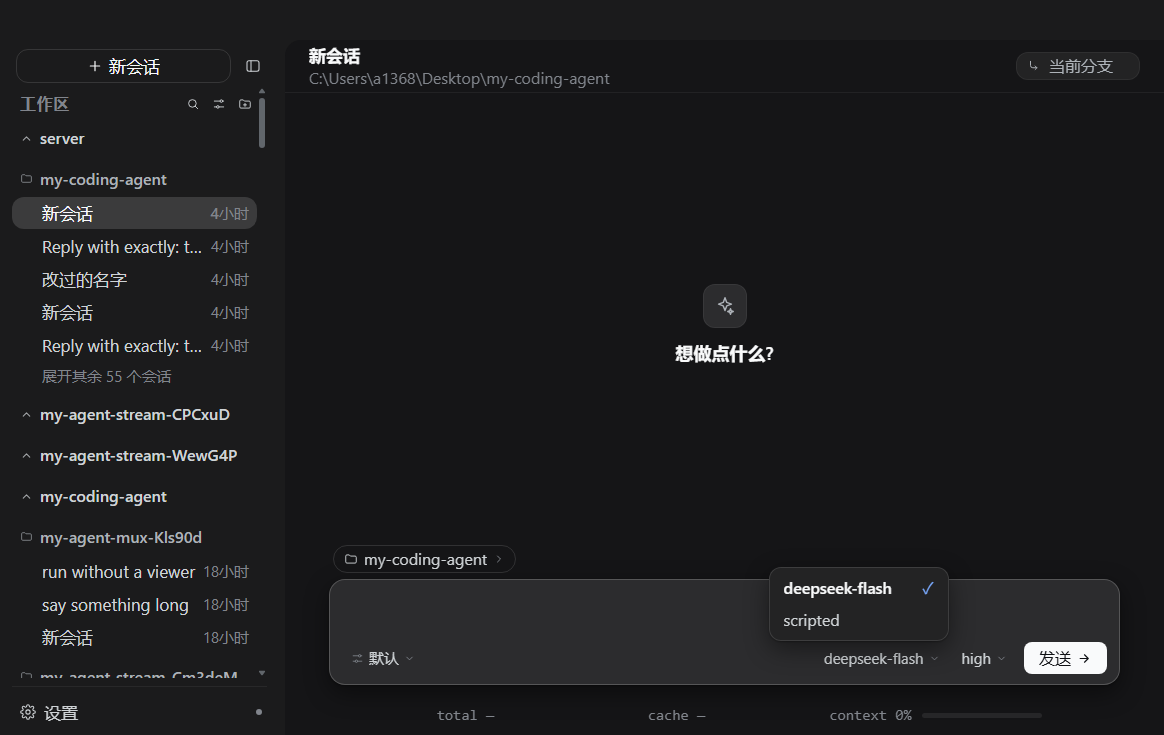 + 新会话
工作区
server
my-coding-agent
新会话 4小时
Reply with exactly: t... 4小时
改过的名字 4小时
新会话 4小时
Reply with exactly: t... 4小时
展开其余 55 个会话
my-agent-stream-CPCxuD
my-agent-stream-WewG4P
my-coding-agent
my-agent-mux-Kls90d
run without a viewer 18小时
say something long 18小时
新会话 18小时
my-agent-stream-Cm3deM
设置
新会话
C:\Users\a1368\Desktop\my-coding-agent
当前分支
想做点什么?
my-coding-agent
deepseek-flash ✓
scripted
默认
deepseek-flash
high
发送 →
total —
cache —
context 0%